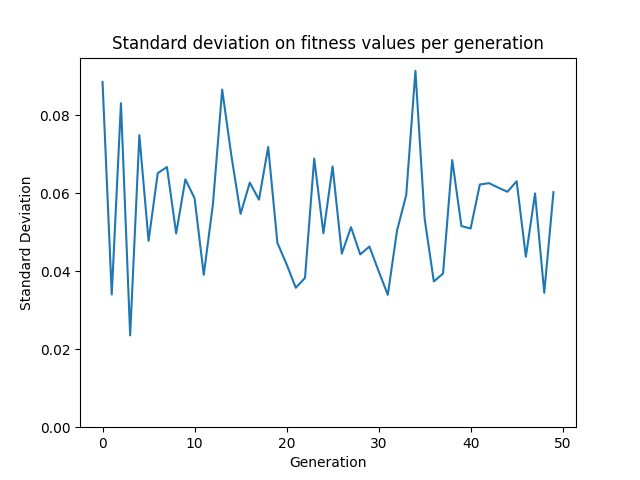 Standard deviation on fitness values per generation
Standard Deviation
0.08
0.06
0.04
0.02
0.00
0 10 20 30 40 50
Generation